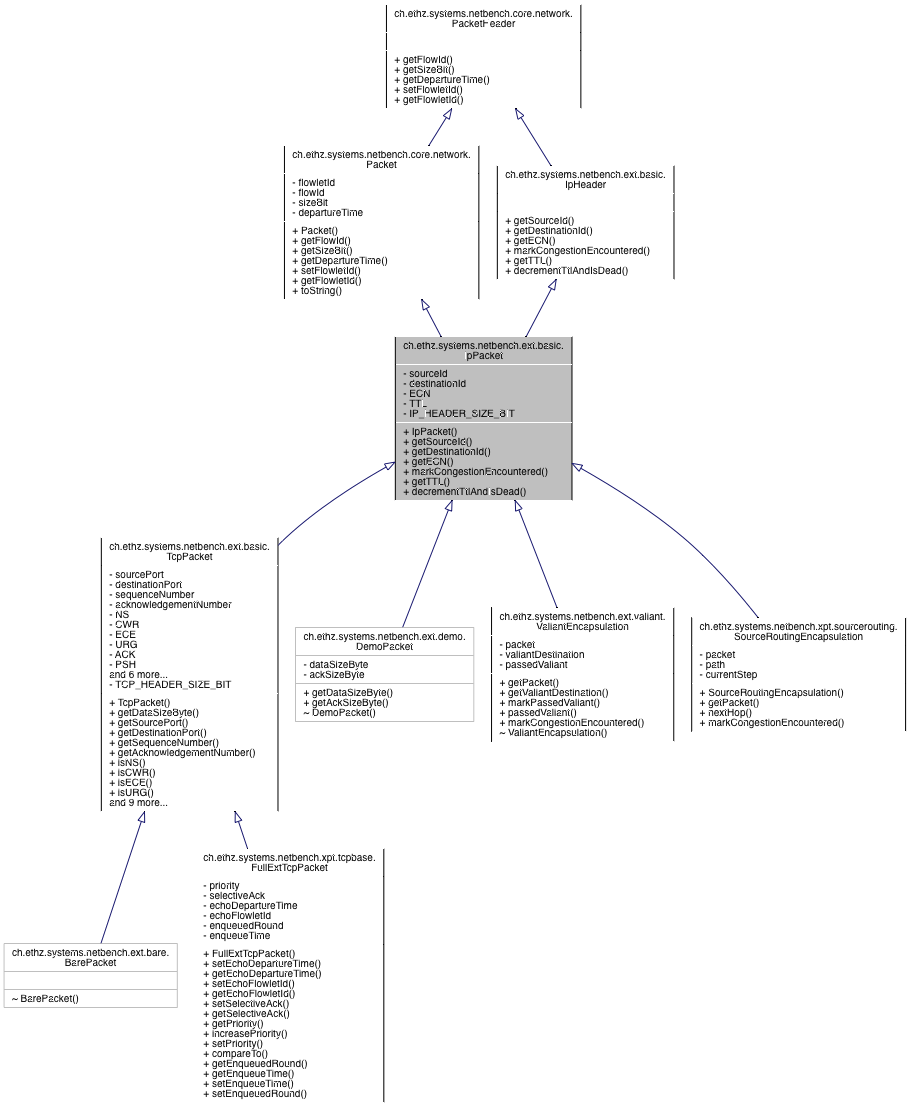 ch.ethz.systems.netbench.core.network.
PacketHeader
+ getFlowId()
+ getSizeBit()
+ getDepartureTime()
+ setFlowletId()
+ getFlowletId()
ch.ethz.systems.netbench.core.network.
Packet
- flowletId
- flowId
- sizeBit
- departureTime
+ Packet()
+ getFlowId()
+ getSizeBit()
+ getDepartureTime()
+ setFlowletId()
+ getFlowletId()
+ toString()
ch.ethz.systems.netbench.ext.basic.
IpHeader
+ getSourceId()
+ getDestinationId()
+ getECN()
+ markCongestionEncountered()
+ getTTL()
+ decrementTtlAndIsDead()
ch.ethz.systems.netbench.ext.basic.
IpPacket
- sourceId
- destinationId
- ECN
- TTL
- IP_HEADER_SIZE_BIT
+ IpPacket()
+ getSourceId()
+ getDestinationId()
+ getECN()
+ markCongestionEncountered()
+ getTTL()
+ decrementTtlAndIsDead()
ch.ethz.systems.netbench.ext.basic.
TcpPacket
- sourcePort
- destinationPort
- sequenceNumber
- acknowledgementNumber
- NS
- CWR
- ECE
- URG
- ACK
- PSH
and 6 more...
- TCP_HEADER_SIZE_BIT
+ TcpPacket()
+ getDataSizeByte()
+ getSourcePort()
+ getDestinationPort()
+ getSequenceNumber()
+ getAcknowledgementNumber()
+ isNS()
+ isCWR()
+ isECE()
+ isURG()
and 9 more...
ch.ethz.systems.netbench.ext.demo.
DemoPacket
- dataSizeByte
- ackSizeByte
+ getDataSizeByte()
+ getAckSizeByte()
~ DemoPacket()
ch.ethz.systems.netbench.ext.valiant.
ValiantEncapsulation
- packet
- valiantDestination
- passedValiant
+ getPacket()
+ getValiantDestination()
+ markPassedValiant()
+ passedValiant()
+ markCongestionEncountered()
~ ValiantEncapsulation()
ch.ethz.systems.netbench.xpt.sourcerouting.
SourceRoutingEncapsulation
- packet
- path
- currentStep
+ SourceRoutingEncapsulation()
+ getPacket()
+ nextHop()
+ markCongestionEncountered()
ch.ethz.systems.netbench.ext.bare.
BarePacket
~ BarePacket()
ch.ethz.systems.netbench.xpt.tcpbase.
FullExtTcpPacket
- priority
- selectiveAck
- echoDepartureTime
- echoFlowletId
- enqueuedRound
- enqueueTime
+ FullExtTcpPacket()
+ setEchoDepartureTime()
+ getEchoDepartureTime()
+ setEchoFlowletId()
+ getEchoFlowletId()
+ setSelectiveAck()
+ getSelectiveAck()
+ getPriority()
+ increasePriority()
+ setPriority()
+ compareTo()
+ getEnqueuedRound()
+ getEnqueueTime()
+ setEnqueueTime()
+ setEnqueuedRound()